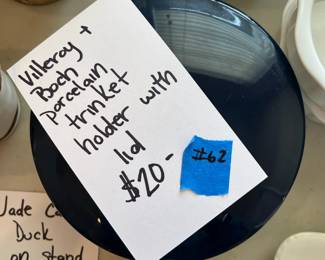 Villeroy +
Boch
porcelain
trinket
holder with
lid
$20-
#62
Jade
Duck
on stand